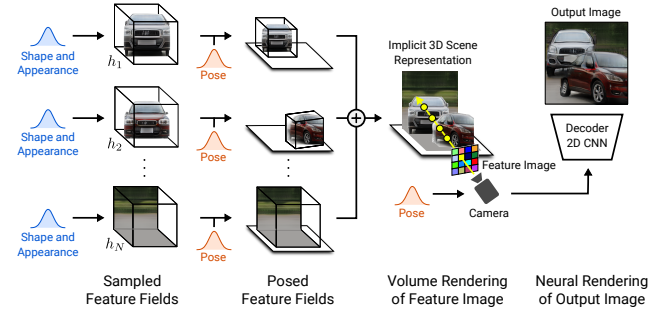 Shape and
Appearance
h1
Pose
Shape and
Appearance
h2
Pose
Shape and
Appearance
hN
Pose
Implicit 3D Scene
Representation
Feature Image
Pose
Camera
Output Image
Decoder
2D CNN
Sampled
Feature Fields
Posed
Feature Fields
Volume Rendering
of Feature Image
Neural Rendering
of Output Image